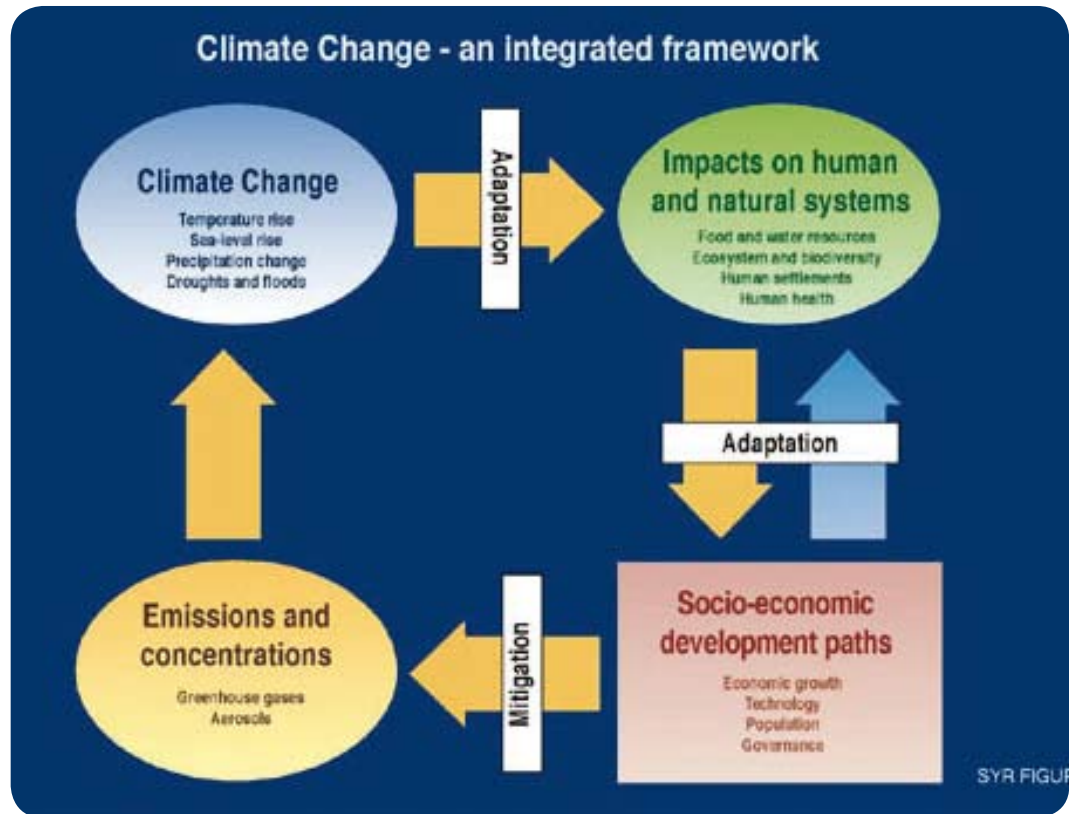 Climate Change - an integrated framework
Climate Change
Temperature rise
Sea-level rise
Precipitation change
Droughts and floods
Adaptation
Impacts on human
and natural systems
Food and water resources
Ecosystem and biodiversity
Human settlements
Human health
Adaptation
Emissions and
concentrations
Greenhouse gases
Aerosols
Mitigation
Socio-economic
development paths
Economic growth
Technology
Population
Governance
SYR